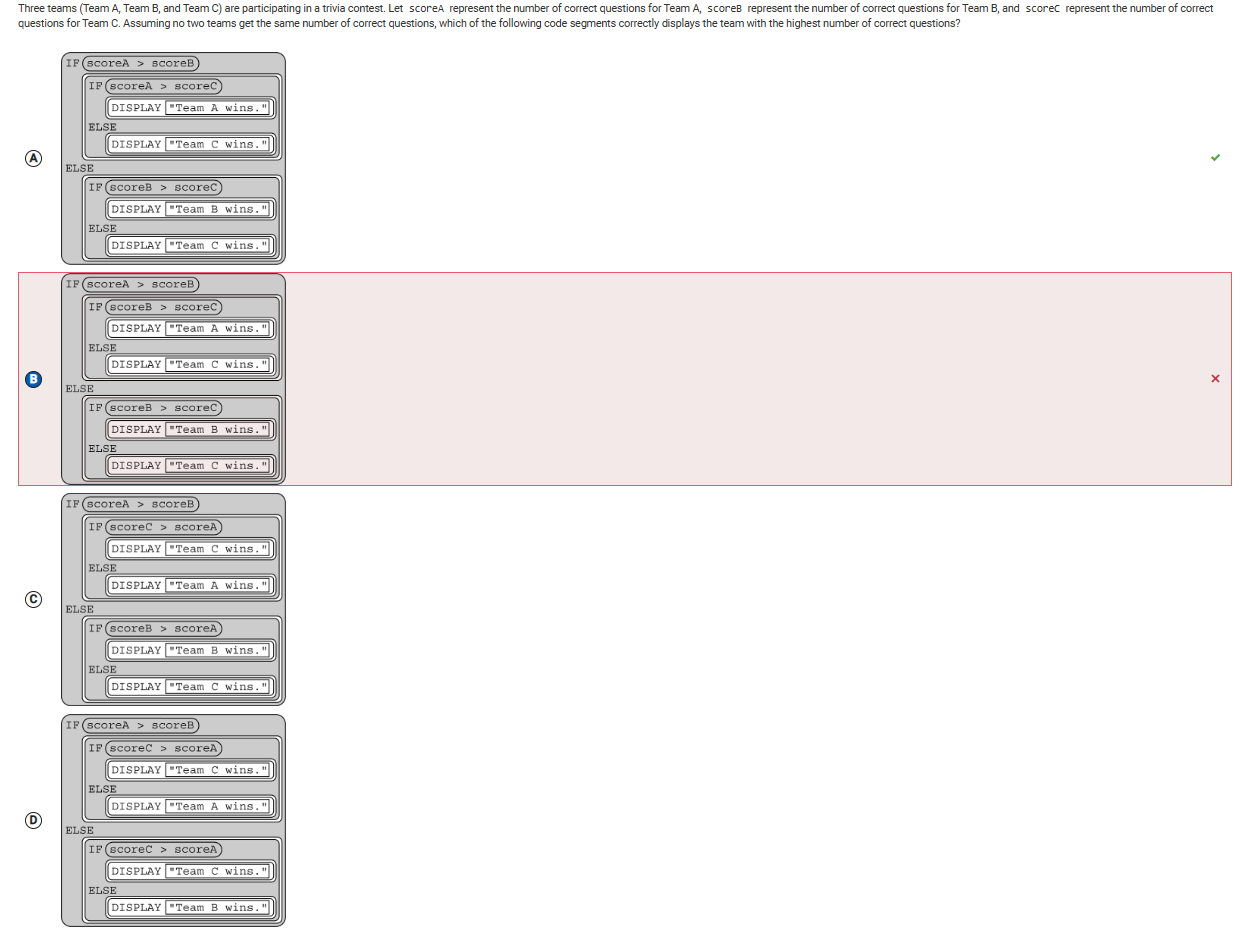 Three teams (Team A, Team B, and Team C) are participating in a trivia contest. Let scoreA represent the number of correct questions for Team A, scoreB represent the number of correct questions for Team B, and scoreC represent the number of correct
questions for Team C. Assuming no two teams get the same number of correct questions, which of the following code segments correctly displays the team with the highest number of correct questions?
A
IF scoreA > scoreB
IF scoreA > scoreC
DISPLAY "Team A wins."
ELSE
DISPLAY "Team C wins."
ELSE
IF scoreB > scoreC
DISPLAY "Team B wins."
ELSE
DISPLAY "Team C wins."
B
IF scoreA > scoreB
IF scoreB > scoreC
DISPLAY "Team A wins."
ELSE
DISPLAY "Team C wins."
ELSE
IF scoreB > scoreC
DISPLAY "Team B wins."
ELSE
DISPLAY "Team C wins."
C
IF scoreA > scoreB
IF scoreC > scoreA
DISPLAY "Team C wins."
ELSE
DISPLAY "Team A wins."
ELSE
IF scoreB > scoreA
DISPLAY "Team B wins."
ELSE
DISPLAY "Team C wins."
D
IF scoreA > scoreB
IF scoreC > scoreA
DISPLAY "Team C wins."
ELSE
DISPLAY "Team A wins."
ELSE
IF scoreC > scoreA
DISPLAY "Team C wins."
ELSE
DISPLAY "Team B wins."